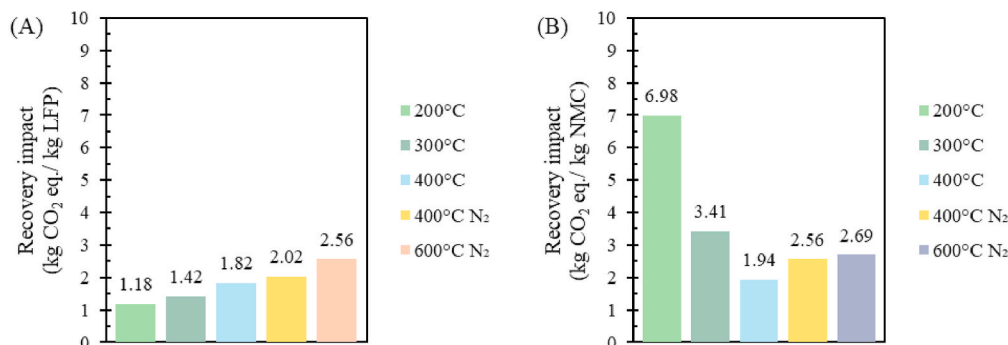 (A)
Recovery impact
(kg CO₂ eq./ kg LFP)
10
9
8
7
6
5
4
3
2
1
0
1.18
1.42
1.82
2.02
2.56
200°C
300°C
400°C
400°C N₂
600°C N₂
(B)
Recovery impact
(kg CO₂ eq./ kg NMC)
10
9
8
7
6
5
4
3
2
1
0
6.98
3.41
1.94
2.56
2.69
200°C
300°C
400°C
400°C N₂
600°C N₂